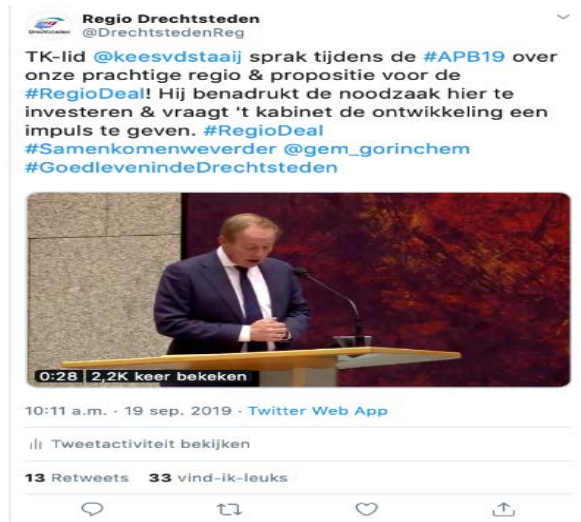 Regio Drechtsteden
@DrechtstedenReg
TK-lid @keesvdstaaij sprak tijdens de #APB19 over
onze prachtige regio & propositie voor de
#RegioDeal! Hij benadrukt de noodzaak hier te
investeren & vraagt 't kabinet de ontwikkeling een
impuls te geven. #RegioDeal
#Samenkomenweverder @gem_gorinchem
#GoedlevenindeDrechtsteden
0:28 2,2K keer bekeken
10:11 a.m. · 19 sep. 2019 · Twitter Web App
Tweetactiviteit bekijken
13 Retweets 33 vind-ik-leuks